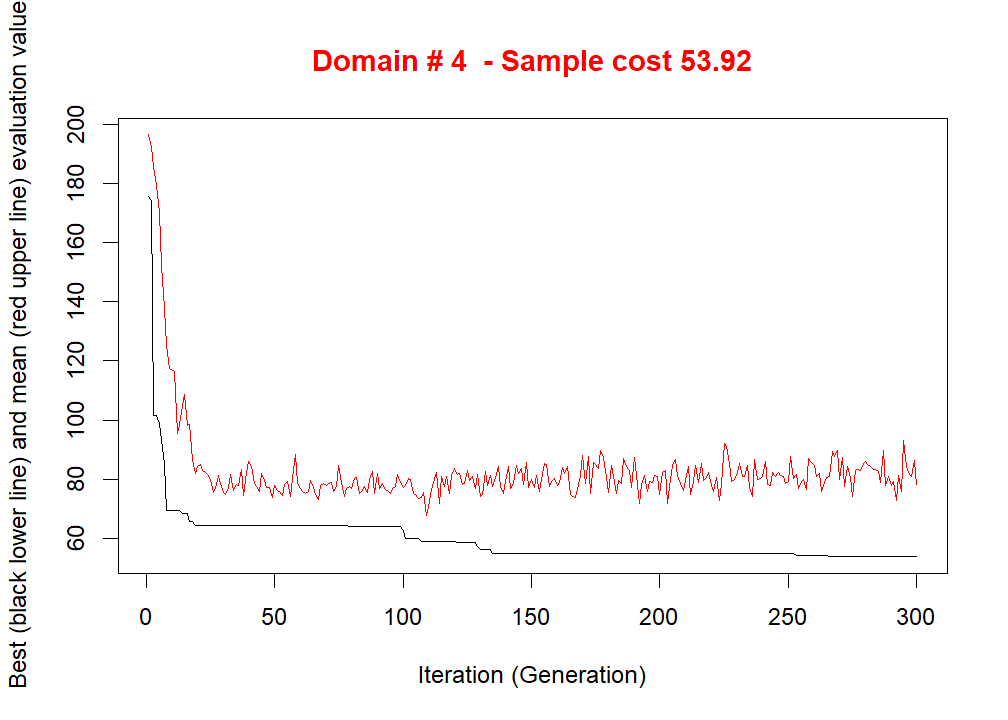 Domain # 4  - Sample cost 53.92
Best (black lower line) and mean (red upper line) evaluation value
200
180
160
140
120
100
80
60
0 50 100 150 200 250 300
Iteration (Generation)